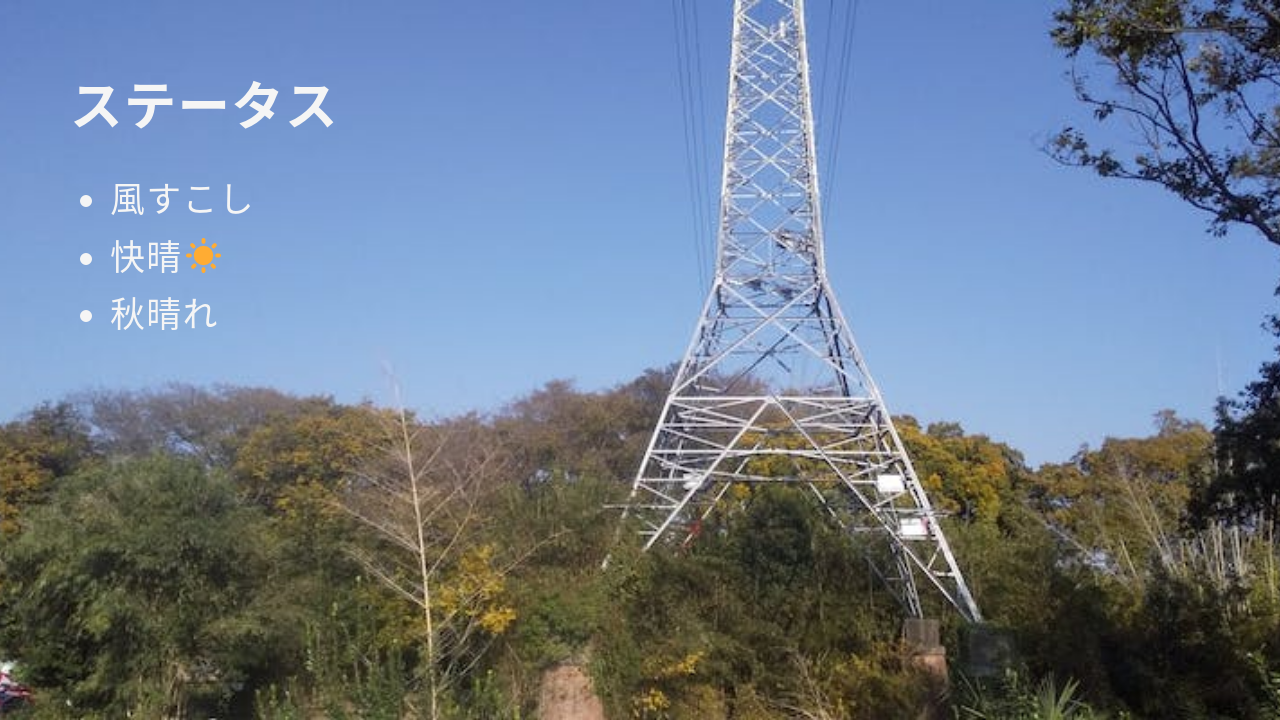 ステータス
• 風すこし
• 快晴☀️
• 秋晴れ